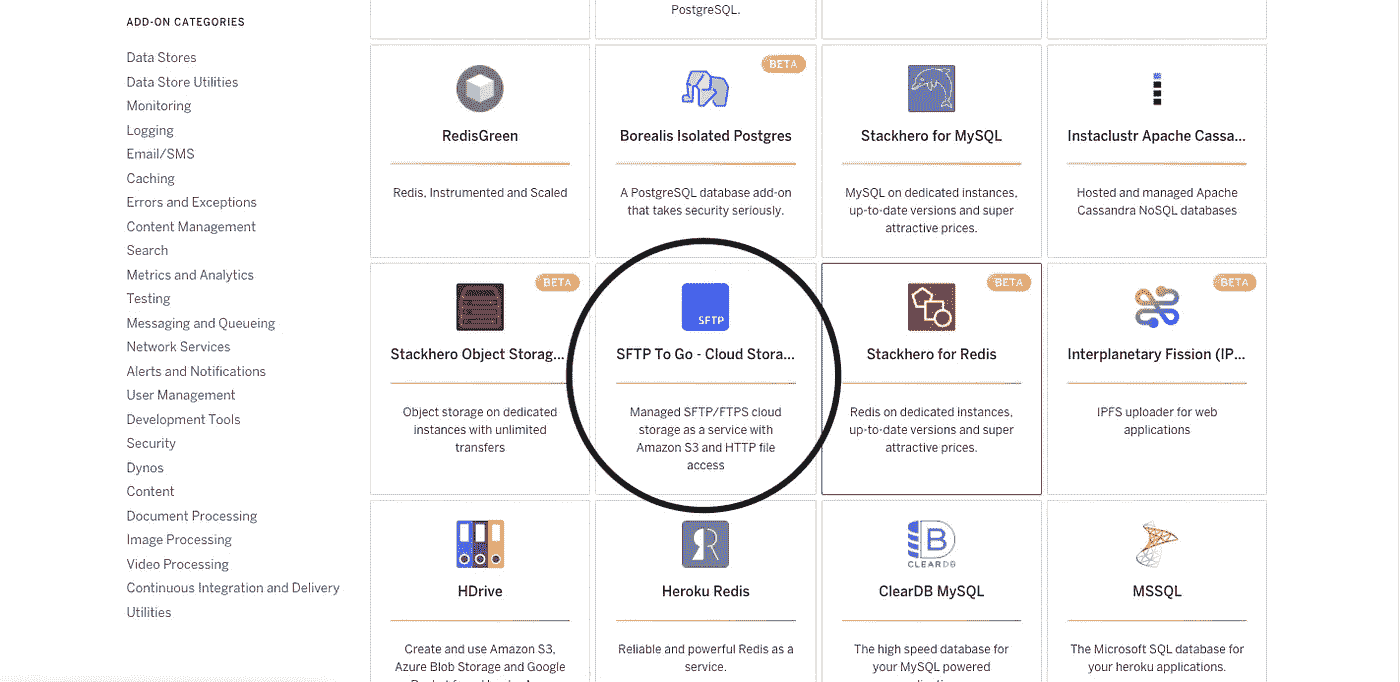 ADD-ON CATEGORIES
Data Stores
Data Store Utilities
Monitoring
Logging
Email/SMS
Caching
Errors and Exceptions
Content Management
Search
Metrics and Analytics
Testing
Messaging and Queueing
Network Services
Alerts and Notifications
User Management
Development Tools
Security
Dynos
Content
Document Processing
Image Processing
Video Processing
Continuous Integration and Delivery
Utilities
PostgreSQL.
RedisGreen
Redis, Instrumented and Scaled
BETA
Borealis Isolated Postgres
A PostgreSQL database add-on
that takes security seriously.
Stackhero for MySQL
MySQL on dedicated instances,
up-to-date versions and super
attractive prices.
Instaclustr Apache Cassa...
Hosted and managed Apache
Cassandra NoSQL databases
BETA
Stackhero Object Storag...
Object storage on dedicated
instances with unlimited
transfers
SFTP
SFTP To Go - Cloud Stora...
Managed SFTP/FTPS cloud
storage as a service with
Amazon S3 and HTTP file
access
BETA
Stackhero for Redis
Redis on dedicated instances,
up-to-date versions and super
attractive prices.
BETA
Interplanetary Fission (IP...
IPFS uploader for web
applications
HDrive
Create and use Amazon S3,
Azure Blob Storage and Google
Heroku Redis
Reliable and powerful Redis as a
service.
B
CLEARDB
ClearDB MySQL
The high speed database for
your MySQL powered
MSSQL
The Microsoft SQL database for
your heroku applications.